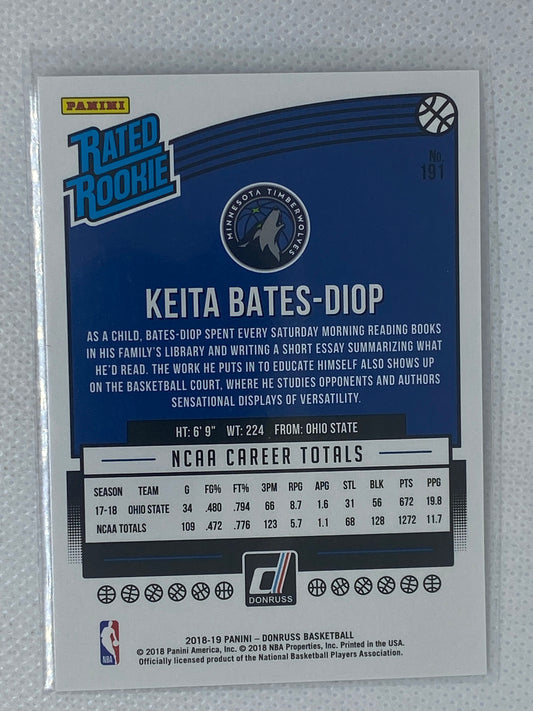 PANINI
RATED
ROOKIE
No.
191
MINNESOTA TIMBERWOLVES
KEITA BATES-DIOP
AS A CHILD, BATES-DIOP SPENT EVERY SATURDAY MORNING READING BOOKS
IN HIS FAMILY'S LIBRARY AND WRITING A SHORT ESSAY SUMMARIZING WHAT
HE'D READ. THE WORK HE PUTS IN TO EDUCATE HIMSELF ALSO SHOWS UP
ON THE BASKETBALL COURT, WHERE HE STUDIES OPPONENTS AND AUTHORS
SENSATIONAL DISPLAYS OF VERSATILITY.
HT: 6' 9" WT: 224 FROM: OHIO STATE
NCAA CAREER TOTALS
SEASON TEAM G FG% FT% 3PM RPG APG STL BLK PTS PPG
17-18 OHIO STATE 34 .480 .794 66 8.7 1.6 31 56 672 19.8
NCAA TOTALS 109 .472 .776 123 5.7 1.1 68 128 1272 11.7
DONRUSS
NBA
2018-19 PANINI – DONRUSS BASKETBALL
© 2018 Panini America, Inc. © 2018 NBA Properties, Inc. Printed in the USA.
Officially licensed product of the National Basketball Players Association.